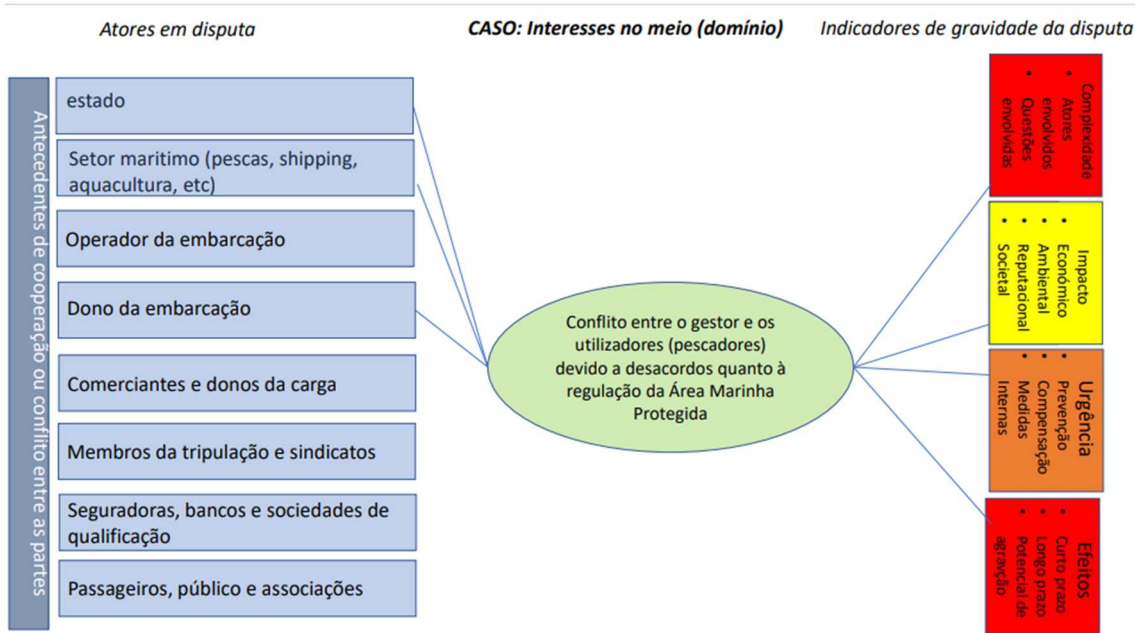 Atores em disputa
CASO: Interesses no meio (domínio)
Indicadores de gravidade da disputa
Antecedentes de cooperação ou conflito entre as partes
estado
Setor maritimo (pescas, shipping,
aquacultura, etc)
Operador da embarcação
Dono da embarcação
Comerciantes e donos da carga
Membros da tripulação e sindicatos
Seguradoras, bancos e sociedades de
qualificação
Passageiros, público e associações
Conflito entre o gestor e os
utilizadores (pescadores)
devido a desacordos quanto à
regulação da Área Marinha
Protegida
Complexidade
• Atores
envolvidos
• Questões
envolvidas
Impacto
• Económico
• Ambiental
• Reputacional
• Societal
Urgência
• Prevenção
• Compensação
• Medidas
Internas
Efeitos
• Curto prazo
• Longo prazo
• Potencial de
agravção